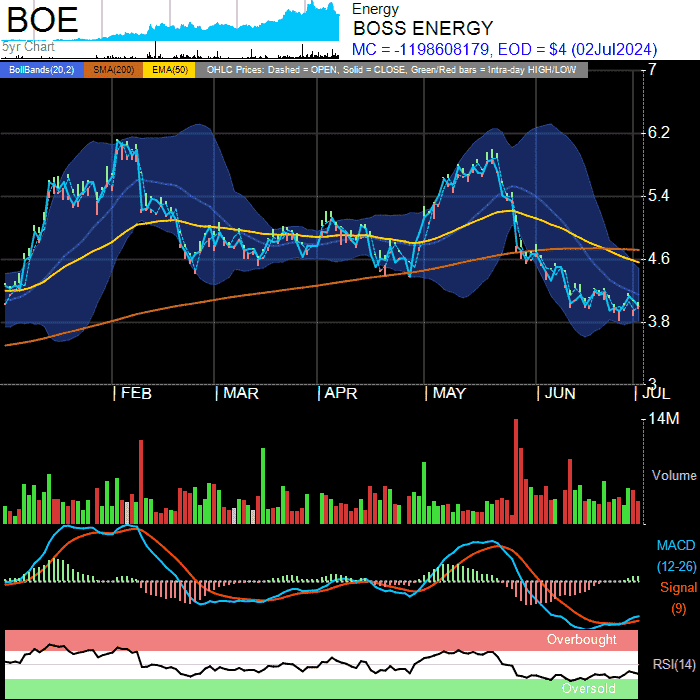 BOE
Energy
BOSS ENERGY
5yr Chart
MC = -1198608179, EOD = $4 (02Jul2024)
BollBands(20,2) SMA(200) EMA(50) OHLC Prices: Dashed = OPEN, Solid = CLOSE, Green/Red bars = Intra-day HIGH/LOW
7
6.2
5.4
4.6
3.8
3
| FEB | MAR | APR | MAY | JUN | JUL
14M
Volume
MACD
(12-26)
Signal
(9)
Overbought
RSI(14)
Oversold